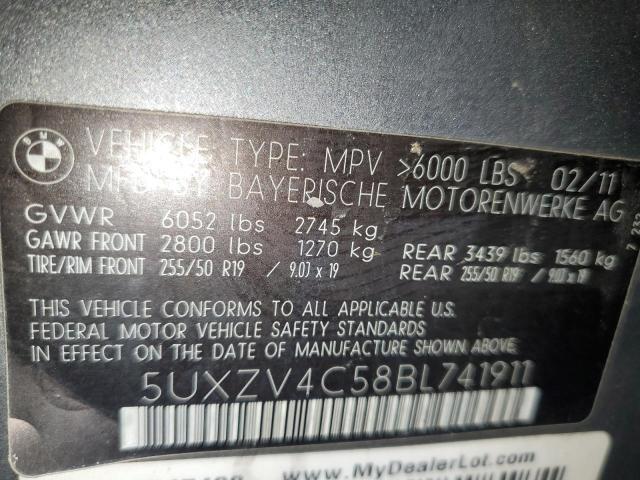 BMW
VEHICLE TYPE: MPV >6000 LBS 02/11
MFD BY BAYERISCHE MOTORENWERKE AG
GVWR 6052 lbs 2745 kg
GAWR FRONT 2800 lbs 1270 kg REAR 3439 lbs 1560 kg
TIRE/RIM FRONT 255/50 R19 / 9.0J x 19 REAR 255/50 R19 / 9.0J x 19
THIS VEHICLE CONFORMS TO ALL APPLICABLE U.S.
FEDERAL MOTOR VEHICLE SAFETY STANDARDS
IN EFFECT ON THE DATE OF MANUFACTURE SHOWN ABOVE.
5UXZV4C58BL741911
www.MyDealerLot.com